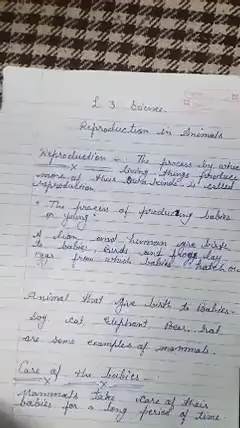 L 3. Science.
Reproduction in Animals
Reproduction - : The process by which
living things produce
more of their own kinds is called
reproduction
* The process of producing babies
or young.
A lion and human give birth
to babies Birds and frogs lay
eggs from which babies hatch out
Animal that give birth to Babies-
Dog cat, Elephant Bear.
are some examples of mammals.
Care of the babies-
Mammals take care of their
babies for a long period of time.